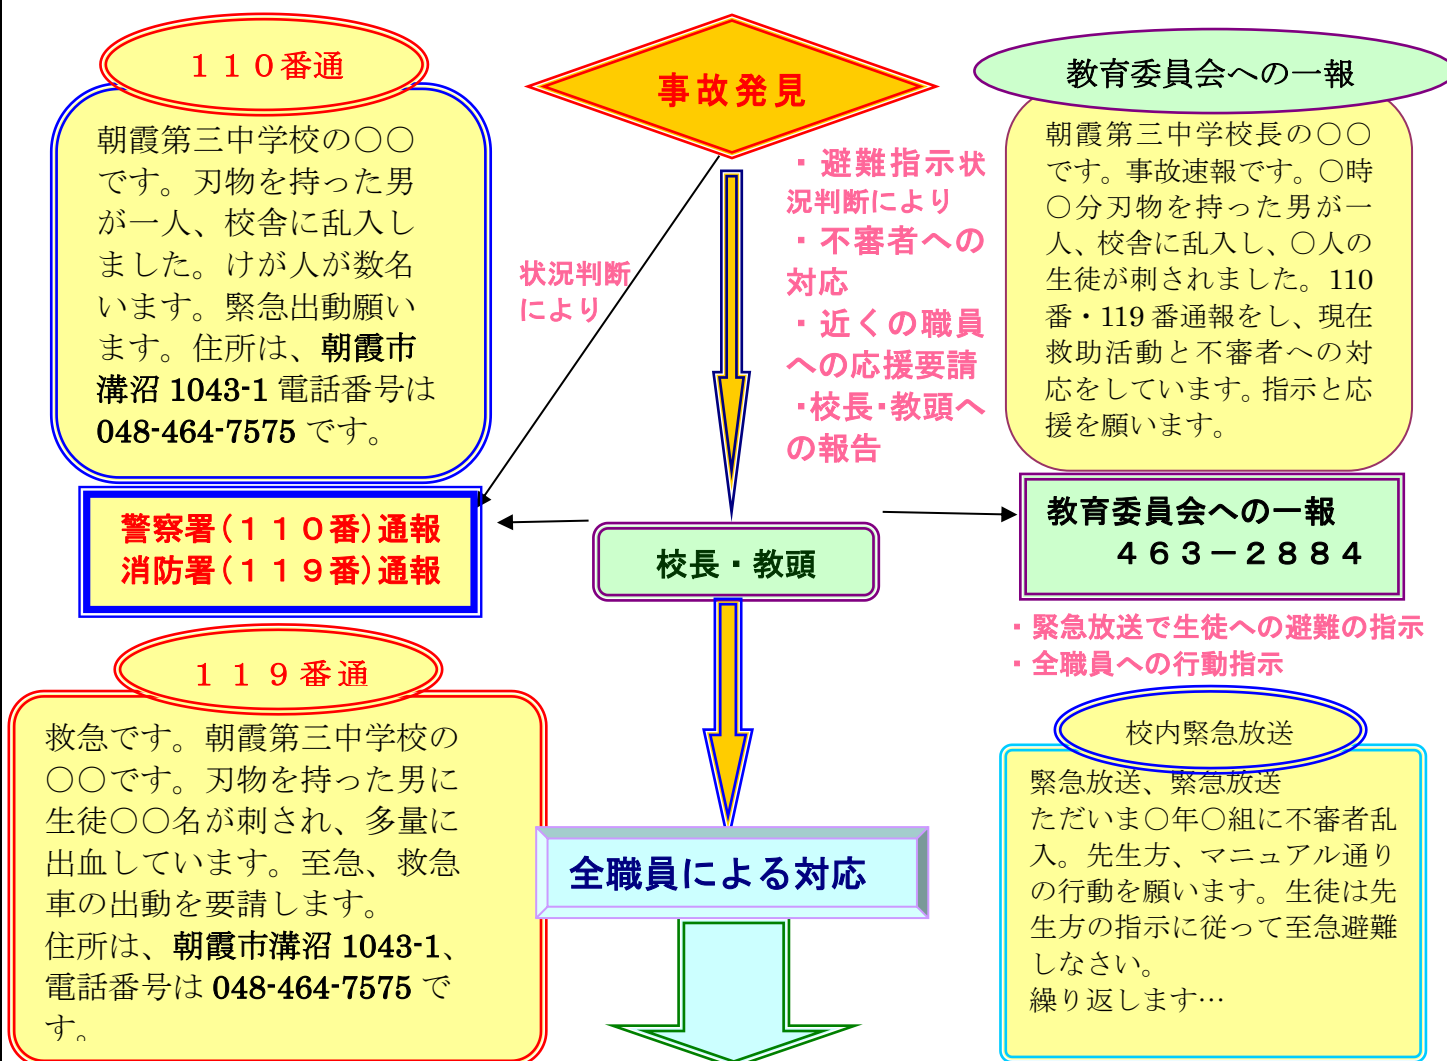 110番通
朝霞第三中学校の〇〇
です。刃物を持った男
が一人、校舎に乱入し
ました。けが人が数名
います。緊急出動願い
ます。住所は、朝霞市
溝沼 1043-1 電話番号は
048-464-7575 です。
警察署(110番)通報
消防署(119番)通報
119番通
救急です。朝霞第三中学校の
〇〇です。刃物を持った男に
生徒〇〇名が刺され、多量に
出血しています。至急、救急
車の出動を要請します。
住所は、朝霞市溝沼 1043-1、
電話番号は 048-464-7575 で
す。
事故発見
状況判断
により
・避難指示状
況判断により
・不審者への
対応
・近くの職員
への応援要請
・校長・教頭へ
の報告
校長・教頭
全職員による対応
教育委員会への一報
朝霞第三中学校長の〇〇
です。事故速報です。〇時
〇分刃物を持った男が一
人、校舎に乱入し、〇人の
生徒が刺されました。110
番・119 番通報をし、現在
救助活動と不審者への対
応をしています。指示と応
援を願います。
教育委員会への一報
463-2884
・緊急放送で生徒への避難の指示
・全職員への行動指示
校内緊急放送
緊急放送、緊急放送
ただいま〇年〇組に不審者乱
入。先生方、マニュアル通り
の行動を願います。生徒は先
生方の指示に従って至急避難
しなさい。
繰り返します…